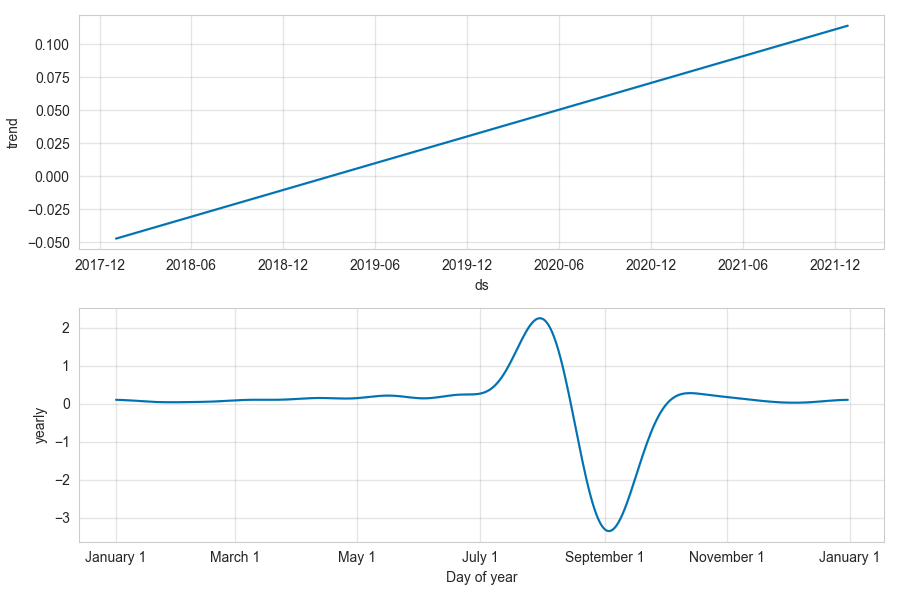 0.100
0.075
0.050
0.025
0.000
−0.025
−0.050
trend
2017-12 2018-06 2018-12 2019-06 2019-12 2020-06 2020-12 2021-06 2021-12
ds
2
1
0
−1
−2
−3
yearly
January 1 March 1 May 1 July 1 September 1 November 1 January 1
Day of year